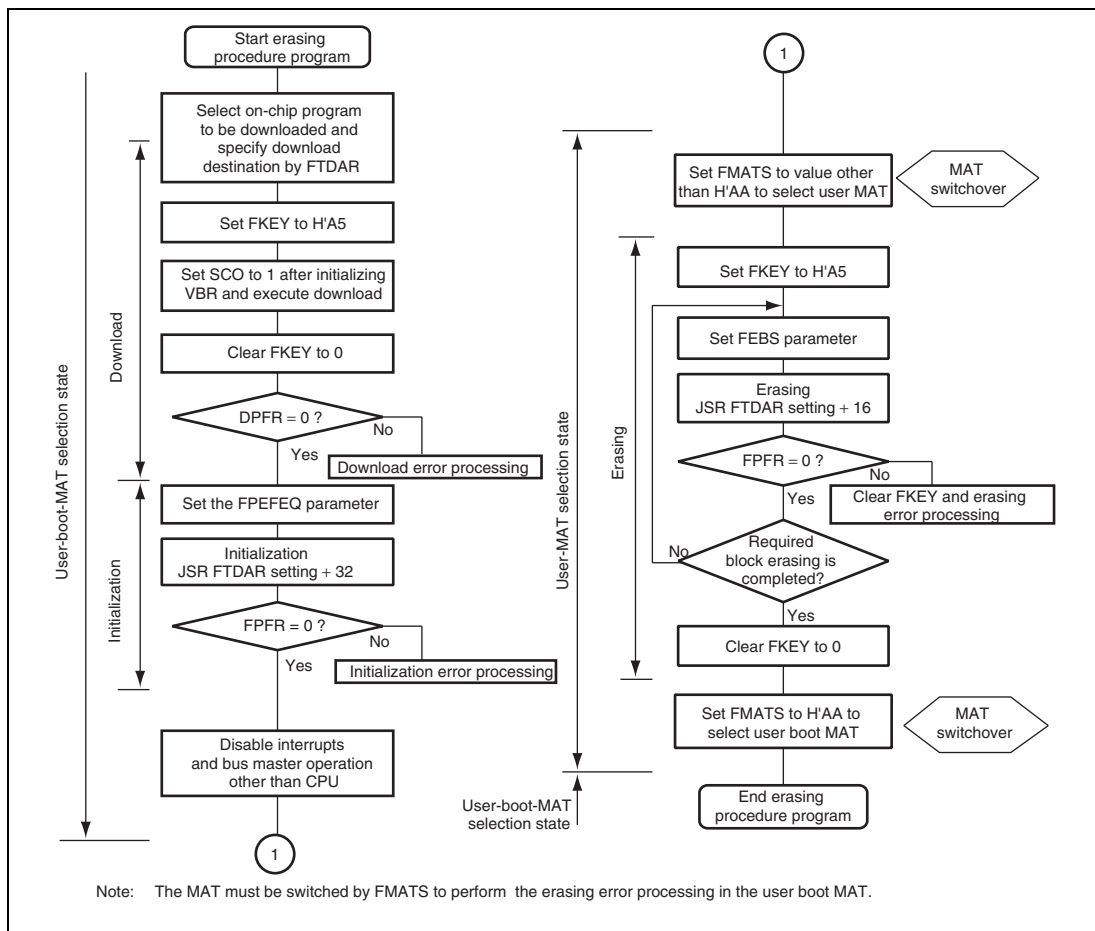 Start erasing
procedure program
Select on-chip program
to be downloaded and
specify download
destination by FTDAR
Set FKEY to H'A5
Set SCO to 1 after initializing
VBR and execute download
Clear FKEY to 0
DPFR = 0 ?
No
Yes
Download error processing
Set the FPEFEQ parameter
Initialization
JSR FTDAR setting + 32
FPFR = 0 ?
No
Yes
Initialization error processing
Disable interrupts
and bus master operation
other than CPU
1
User-boot-MAT selection state
Download
Initialization
1
Set FMATS to value other
than H'AA to select user MAT
MAT
switchover
Set FKEY to H'A5
Set FEBS parameter
Erasing
JSR FTDAR setting + 16
FPFR = 0 ?
No
Yes
Clear FKEY and erasing
error processing
Required
block erasing is
completed?
No
Yes
Clear FKEY to 0
Set FMATS to H'AA to
select user boot MAT
MAT
switchover
End erasing
procedure program
User-MAT selection state
Erasing
User-boot-MAT
selection state
Note: The MAT must be switched by FMATS to perform the erasing error processing in the user boot MAT.